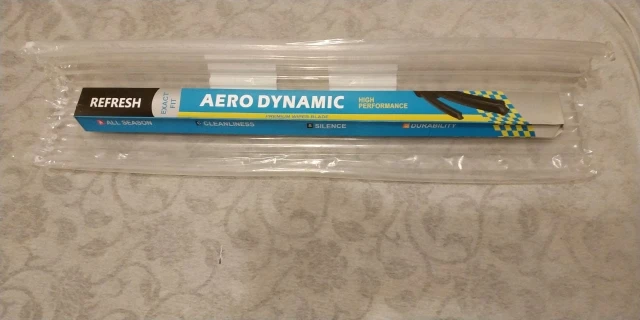 REFRESH
EXACT
FIT
AERO DYNAMIC
HIGH
PERFORMANCE
PREMIUM WIPER BLADE
ALL SEASON
CLEANLINESS
SILENCE
DURABILITY